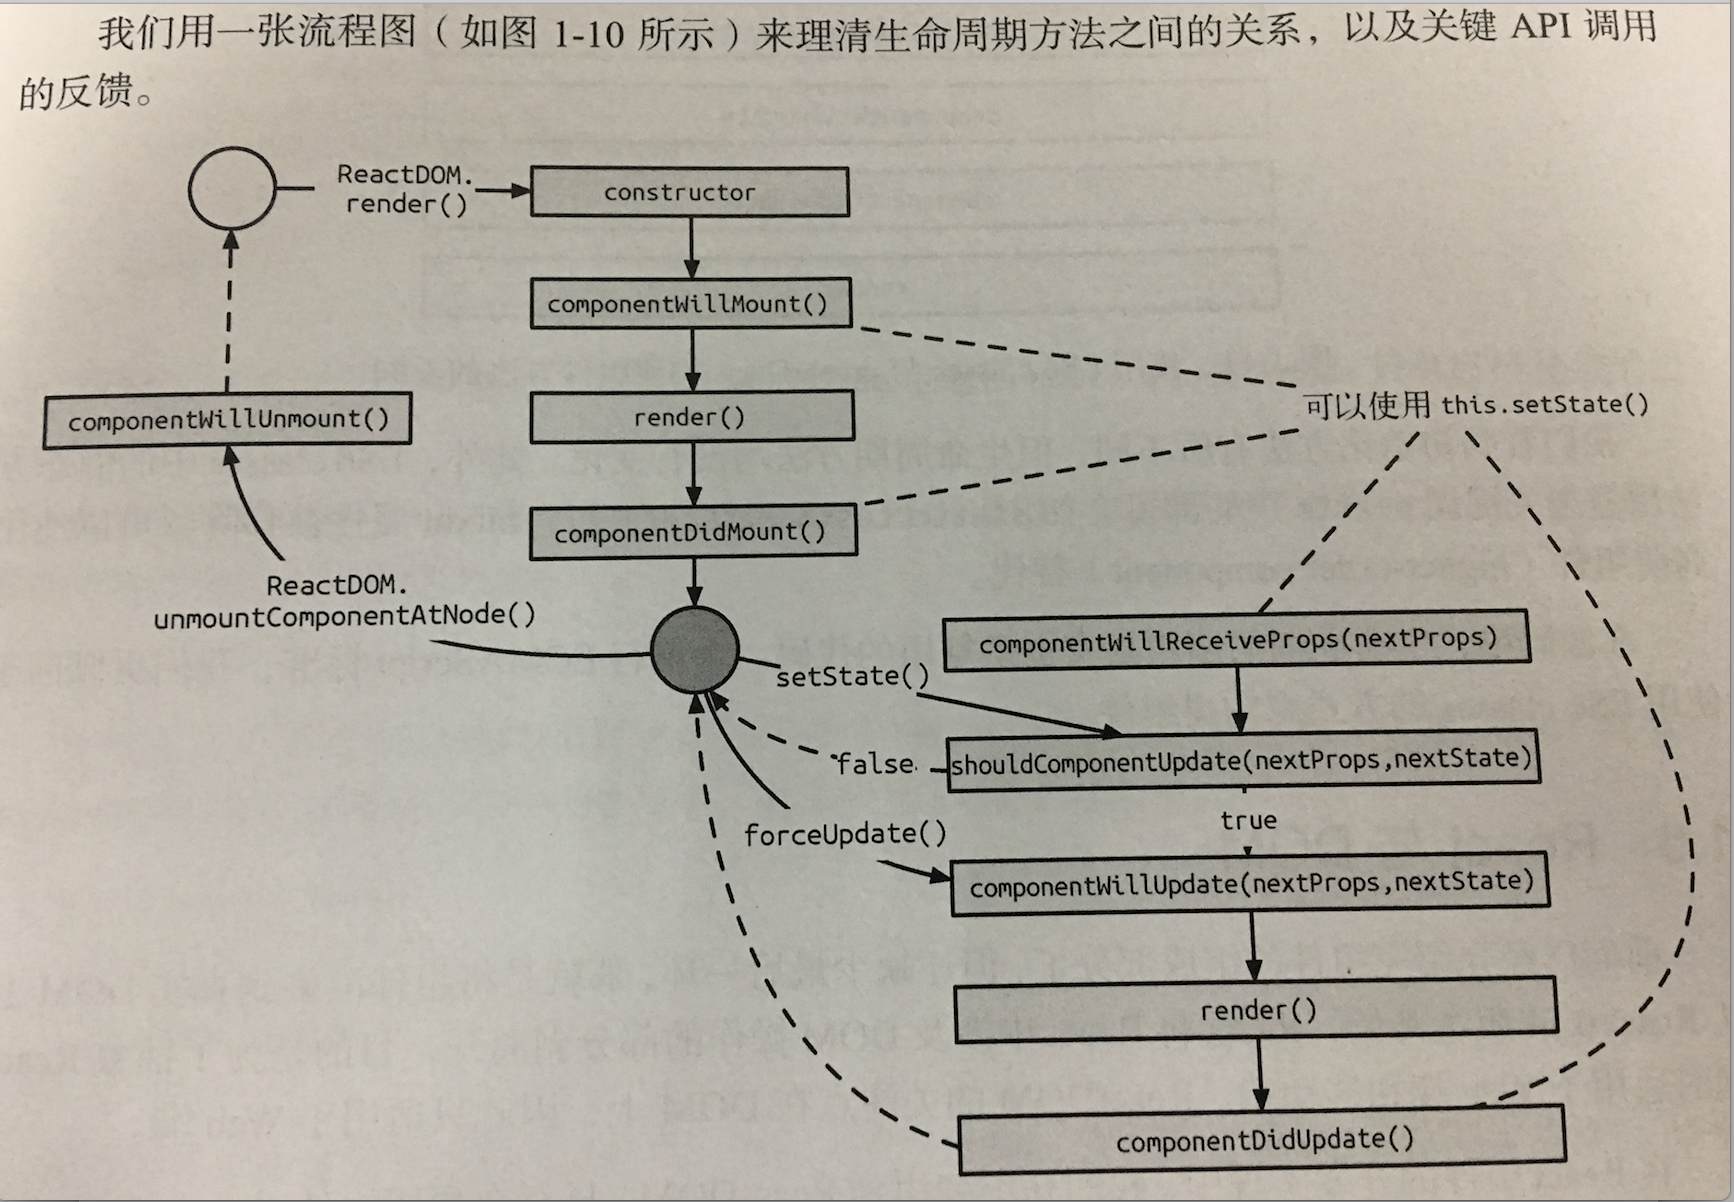 我们用一张流程图（如图 1-10 所示）来理清生命周期方法之间的关系，以及关键 API 调用
的反馈。
ReactDOM.
render()
constructor
componentWillMount()
componentWillUnmount()
render()
可以使用 this.setState()
componentDidMount()
ReactDOM.
unmountComponentAtNode()
componentWillReceiveProps(nextProps)
setState()
false
shouldComponentUpdate(nextProps,nextState)
true
forceUpdate()
componentWillUpdate(nextProps,nextState)
render()
componentDidUpdate()